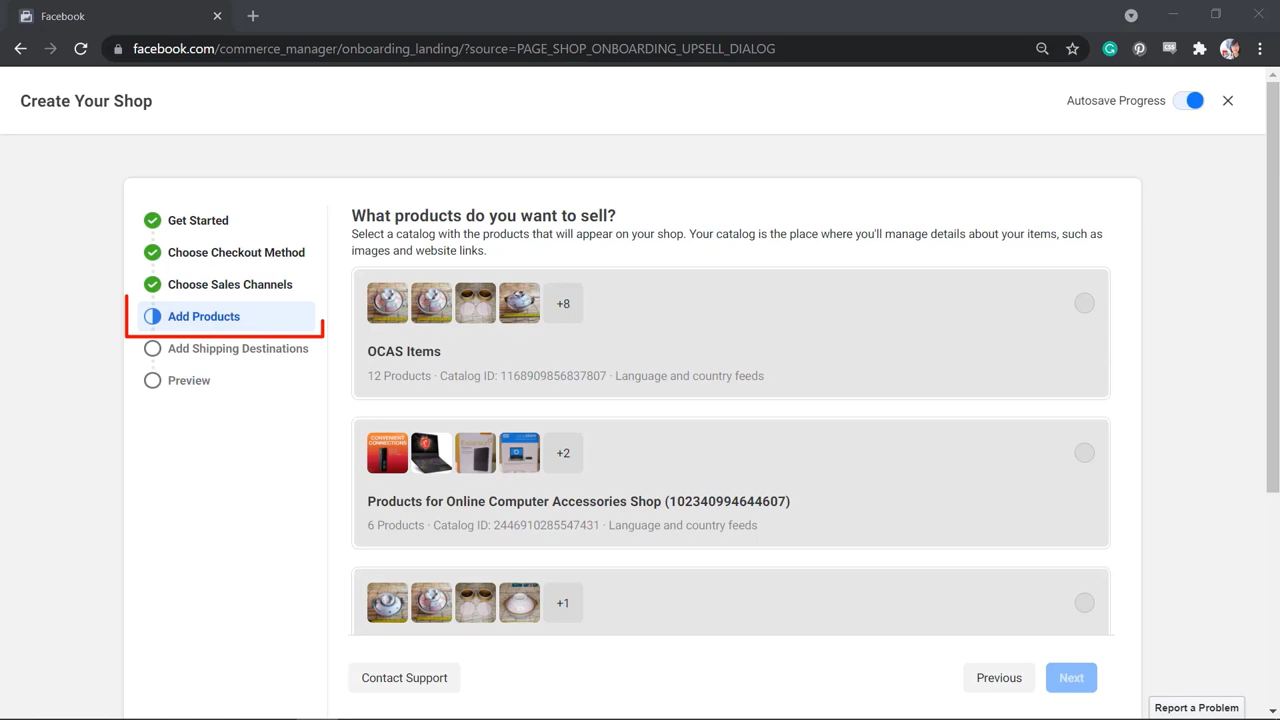 Facebook
facebook.com/commerce_manager/onboarding_landing/?source=PAGE_SHOP_ONBOARDING_UPSELL_DIALOG
Create Your Shop
Autosave Progress
Get Started
Choose Checkout Method
Choose Sales Channels
Add Products
Add Shipping Destinations
Preview
What products do you want to sell?
Select a catalog with the products that will appear on your shop. Your catalog is the place where you'll manage details about your items, such as
images and website links.
+8
OCAS Items
12 Products · Catalog ID: 1168909856837807 · Language and country feeds
CONVENIENT
CONNECTIONS
+2
Products for Online Computer Accessories Shop (102340994644607)
6 Products · Catalog ID: 2446910285547431 · Language and country feeds
+1
Contact Support
Previous
Next
Report a Problem